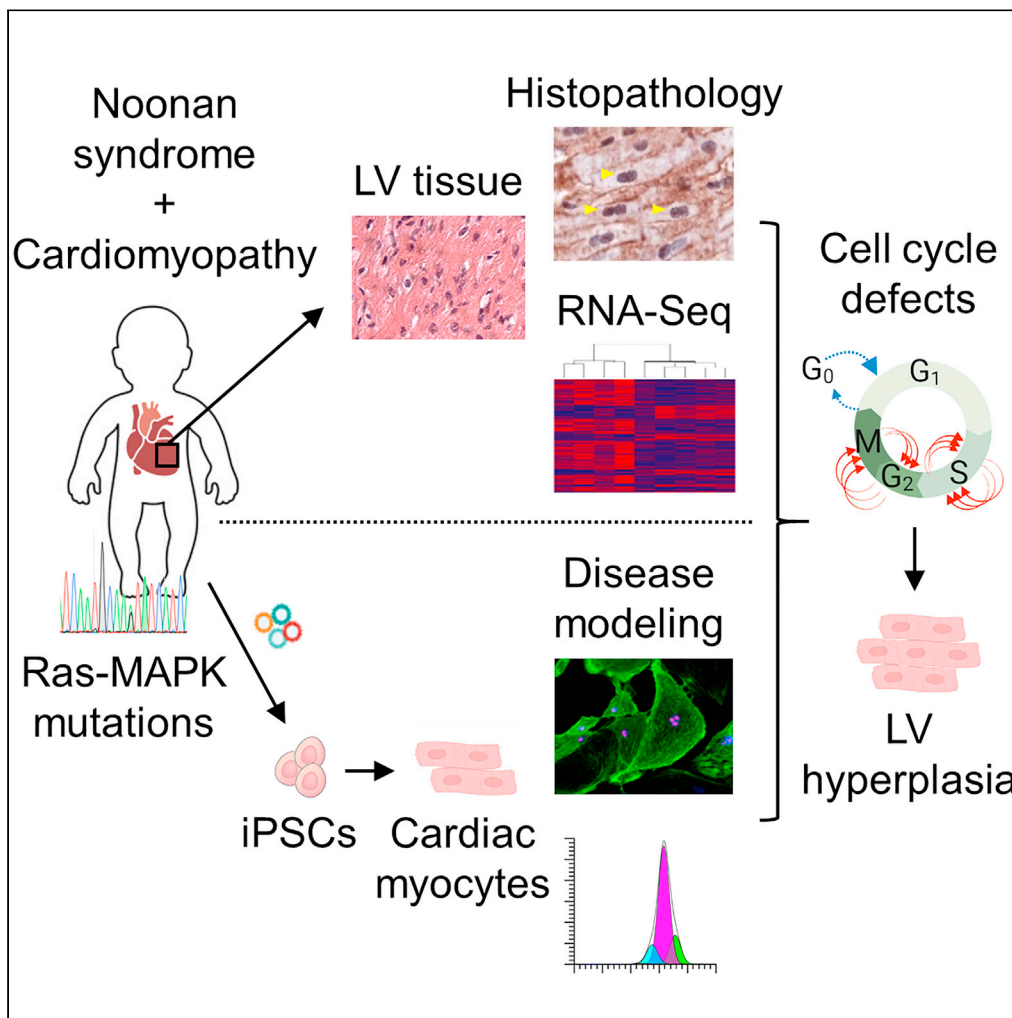 Noonan
syndrome
+
Cardiomyopathy
LV tissue
Histopathology
RNA-Seq
Ras-MAPK
mutations
iPSCs
Cardiac
myocytes
Disease
modeling
Cell cycle
defects
G₀
G₁
M
G₂
S
LV
hyperplasia